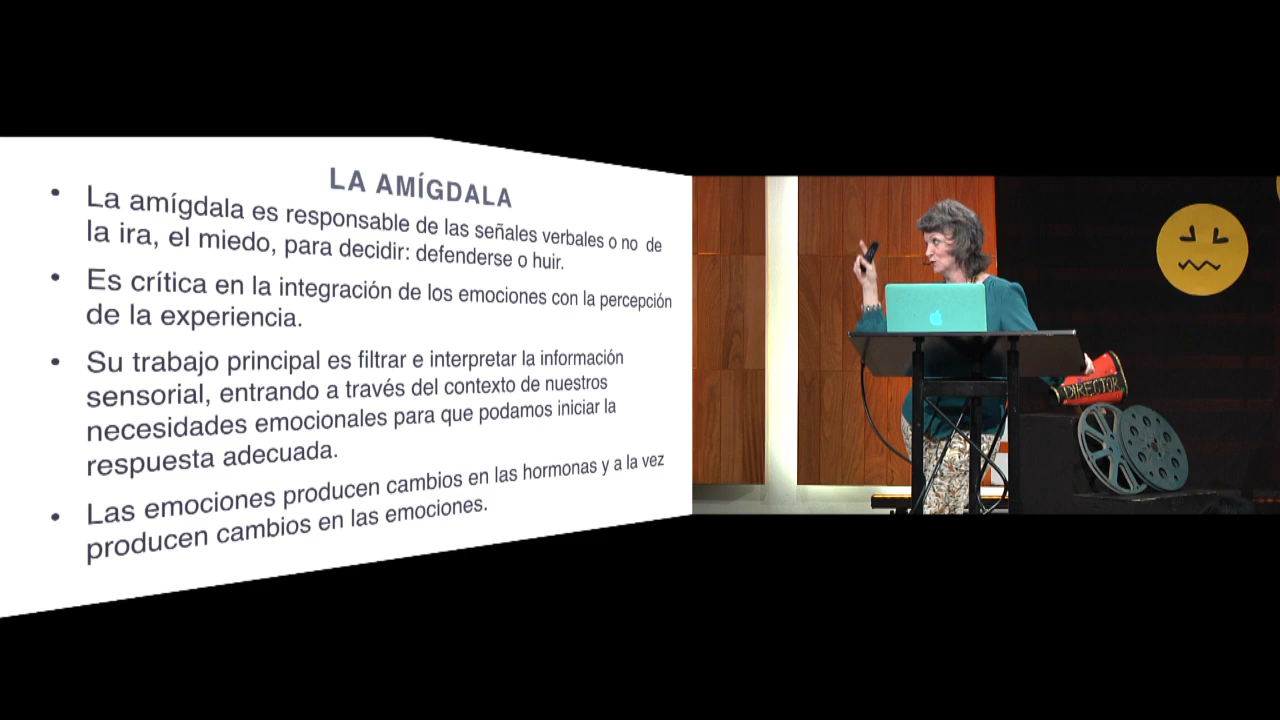 LA AMÍGDALA
• La amígdala es responsable de las señales verbales o no de
la ira, el miedo, para decidir: defenderse o huir.
• Es crítica en la integración de los emociones con la percepción
de la experiencia.
• Su trabajo principal es filtrar e interpretar la información
sensorial, entrando a través del contexto de nuestros
necesidades emocionales para que podamos iniciar la
respuesta adecuada.
• Las emociones producen cambios en las hormonas y a la vez
producen cambios en las emociones.
DIRECTOR